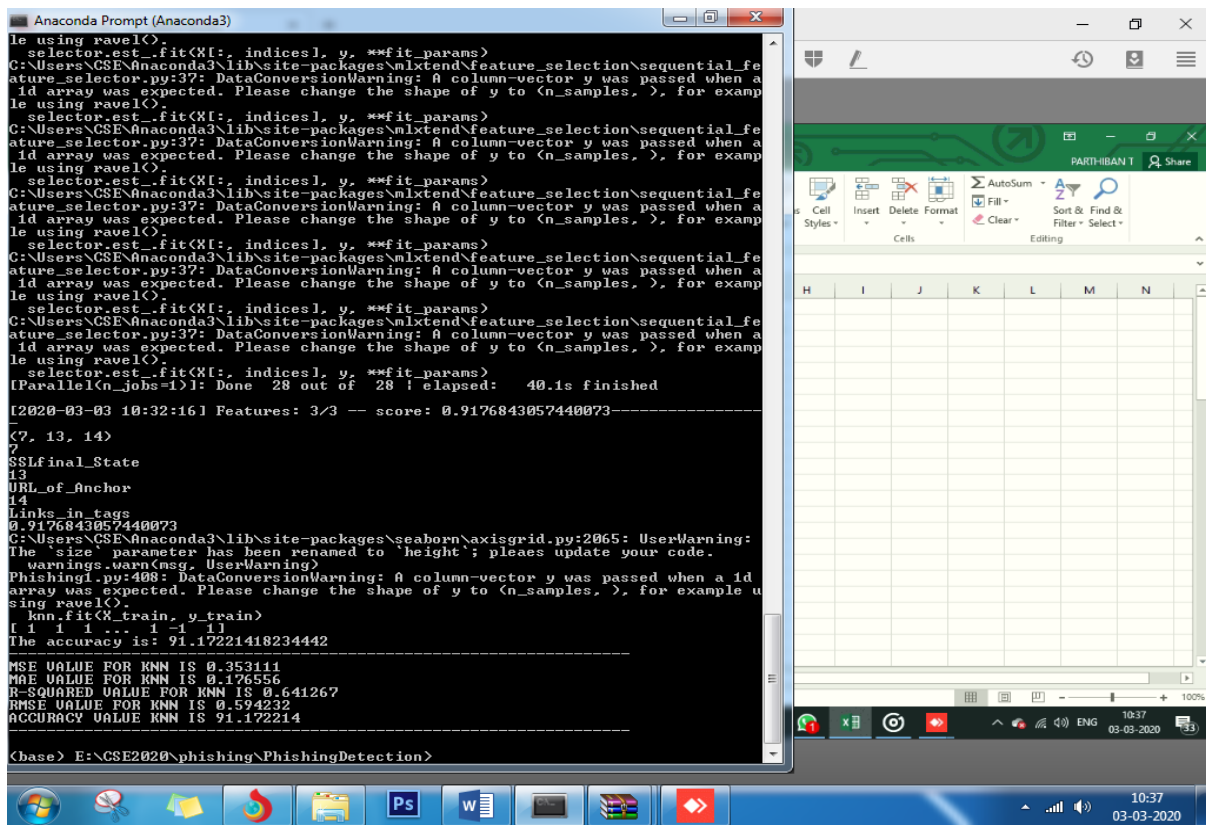 Anaconda Prompt (Anaconda3)
le using ravel().
selector.est_.fit(X[:, indices], y, **fit_params)
C:\Users\CSE\Anaconda3\lib\site-packages\mlxtend\feature_selection\sequential_fe
ature_selector.py:37: DataConversionWarning: A column-vector y was passed when a
1d array was expected. Please change the shape of y to (n_samples, ), for examp
le using ravel().
selector.est_.fit(X[:, indices], y, **fit_params)
C:\Users\CSE\Anaconda3\lib\site-packages\mlxtend\feature_selection\sequential_fe
ature_selector.py:37: DataConversionWarning: A column-vector y was passed when a
1d array was expected. Please change the shape of y to (n_samples, ), for examp
le using ravel().
selector.est_.fit(X[:, indices], y, **fit_params)
C:\Users\CSE\Anaconda3\lib\site-packages\mlxtend\feature_selection\sequential_fe
ature_selector.py:37: DataConversionWarning: A column-vector y was passed when a
1d array was expected. Please change the shape of y to (n_samples, ), for examp
le using ravel().
selector.est_.fit(X[:, indices], y, **fit_params)
C:\Users\CSE\Anaconda3\lib\site-packages\mlxtend\feature_selection\sequential_fe
ature_selector.py:37: DataConversionWarning: A column-vector y was passed when a
1d array was expected. Please change the shape of y to (n_samples, ), for examp
le using ravel().
selector.est_.fit(X[:, indices], y, **fit_params)
C:\Users\CSE\Anaconda3\lib\site-packages\mlxtend\feature_selection\sequential_fe
ature_selector.py:37: DataConversionWarning: A column-vector y was passed when a
1d array was expected. Please change the shape of y to (n_samples, ), for examp
le using ravel().
selector.est_.fit(X[:, indices], y, **fit_params)
[Parallel(n_jobs=1)]: Done 28 out of 28 | elapsed: 40.1s finished
[2020-03-03 10:32:16] Features: 3/3 -- score: 0.9176843057440073-----------------
-
(7, 13, 14)
7
SSLfinal_State
13
URL_of_Anchor
14
Links_in_tags
0.9176843057440073
C:\Users\CSE\Anaconda3\lib\site-packages\seaborn\axisgrid.py:2065: UserWarning:
The `size` parameter has been renamed to `height`; pleaes update your code.
warnings.warn(msg, UserWarning)
Phishing1.py:408: DataConversionWarning: A column-vector y was passed when a 1d
array was expected. Please change the shape of y to (n_samples, ), for example u
sing ravel().
knn.fit(X_train, y_train)
[ 1 1 1 ... 1 -1 1]
The accuracy is: 91.17221418234442
-----------------------------------------------------------------------
MSE VALUE FOR KNN IS 0.353111
MAE VALUE FOR KNN IS 0.176556
R-SQUARED VALUE FOR KNN IS 0.641267
RMSE VALUE FOR KNN IS 0.594232
ACCURACY VALUE KNN IS 91.172214
-----------------------------------------------------------------------
(base) E:\CSE2020\phishing\PhishingDetection>
PARTHIBAN T Share
AutoSum
Fill
Clear
s Cell Styles
Insert Delete Format
Sort & Filter
Find & Select
Cells
Editing
H I J K L M N
100%
1
ENG
10:37
03-03-2020
33
Ps
W
10:37
03-03-2020